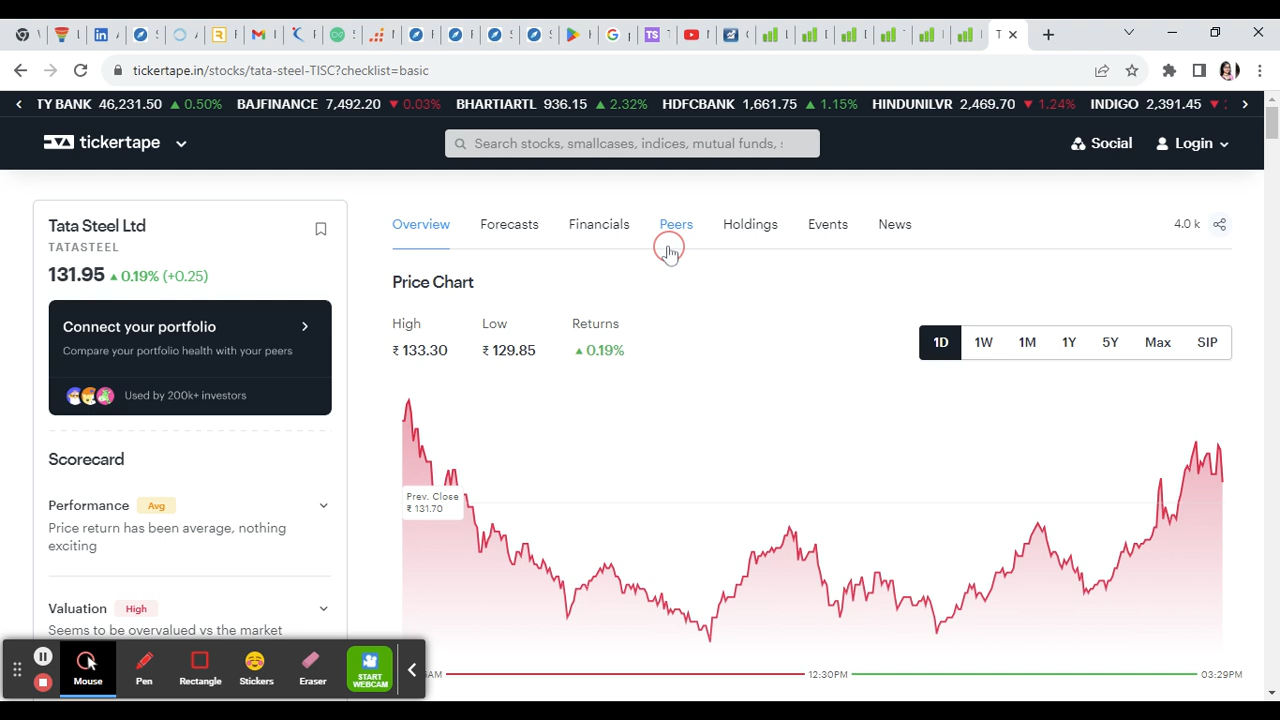 tickertape.in/stocks/tata-steel-TISC?checklist=basic
TY BANK 46,231.50 ▲ 0.50% BAJFINANCE 7,492.20 ▼ 0.03% BHARTIARTL 936.15 ▲ 2.32% HDFCBANK 1,661.75 ▲ 1.15% HINDUNILVR 2,469.70 ▼ 1.24% INDIGO 2,391.45 ▼
tickertape
Search stocks, smallcases, indices, mutual funds,
Social
Login
Tata Steel Ltd
TATASTEEL
131.95 ▲ 0.19% (+0.25)
Connect your portfolio
Compare your portfolio health with your peers
Used by 200k+ investors
Scorecard
Performance Avg
Price return has been average, nothing
exciting
Valuation High
Seems to be overvalued vs the market
Overview Forecasts Financials Peers Holdings Events News
4.0 k
Price Chart
High Low Returns
₹ 133.30 ₹ 129.85 ▲ 0.19%
1D 1W 1M 1Y 5Y Max SIP
Prev. Close
₹ 131.70
AM 12:30PM 03:29PM
Mouse Pen Rectangle Stickers Eraser
START
WEBCAM